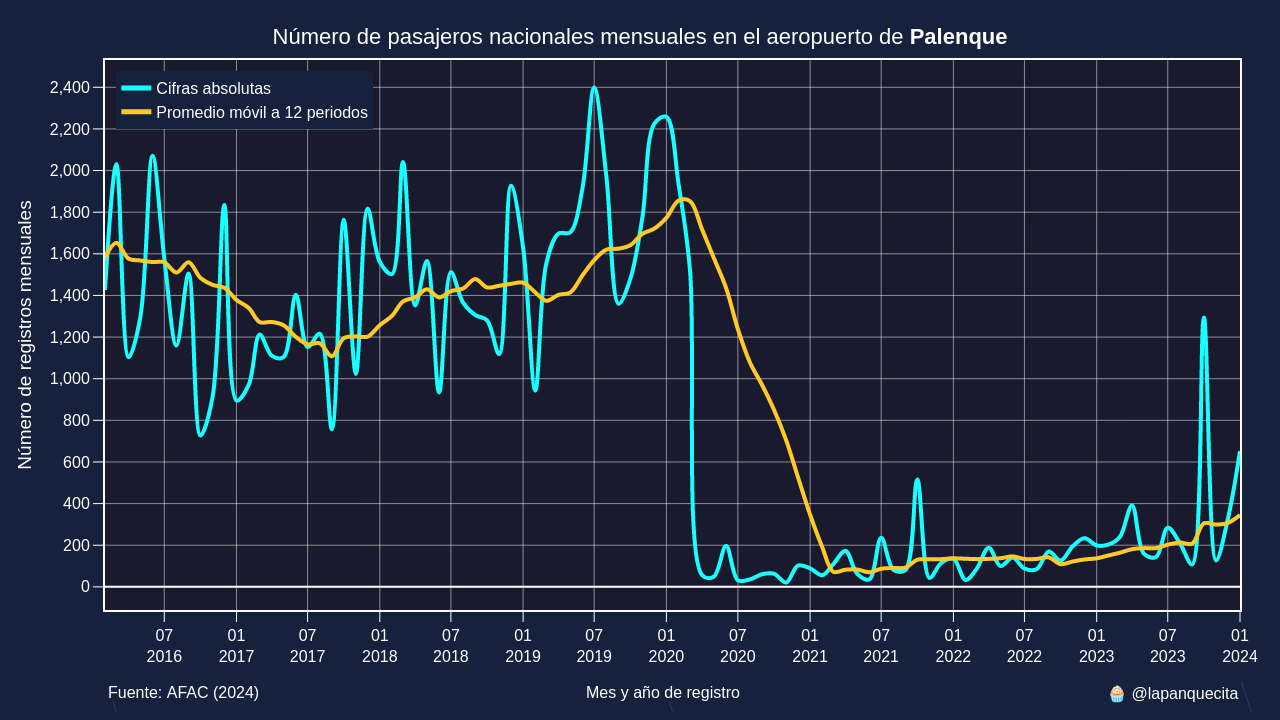 Número de pasajeros nacionales mensuales en el aeropuerto de Palenque
Cifras absolutas
Promedio móvil a 12 periodos
Número de registros mensuales
2,400
2,200
2,000
1,800
1,600
1,400
1,200
1,000
800
600
400
200
0
07 01 07 01 07 01 07 01 07 01 07 01 07 01 07 01
2016 2017 2017 2018 2018 2019 2019 2020 2020 2021 2021 2022 2022 2023 2023 2024
Fuente: AFAC (2024) Mes y año de registro 🧁 @lapanquecita